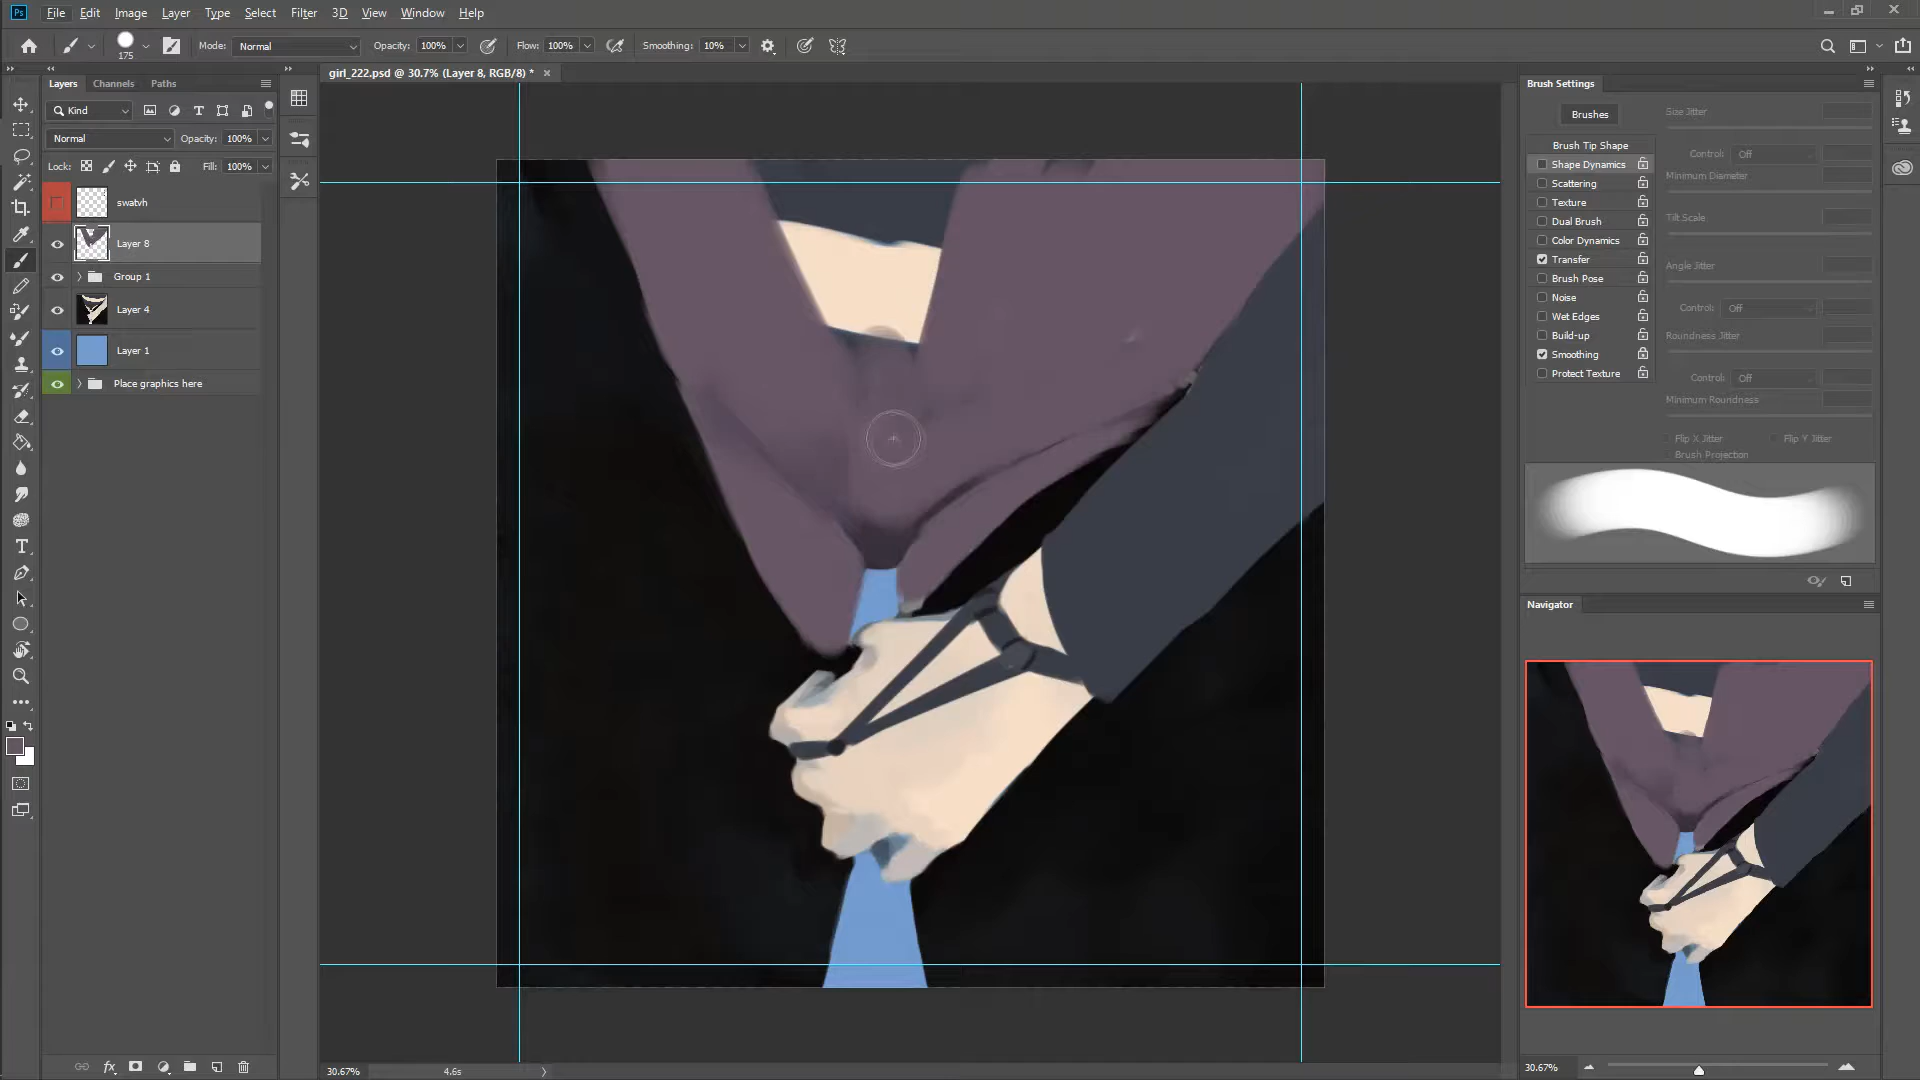 Ps File Edit Image Layer Type Select Filter 3D View Window Help
175 Mode: Normal Opacity: 100% Flow: 100% Smoothing: 10%
girl_222.psd @ 30.7% (Layer 8, RGB/8) * ×
Layers Channels Paths
Kind
Normal Opacity: 100%
Lock: Fill: 100%
swatvh
Layer 8
Group 1
Layer 4
Layer 1
Place graphics here
fx
30.67% 4.6s
Brush Settings
Brushes
Brush Tip Shape
Shape Dynamics
Scattering
Texture
Dual Brush
Color Dynamics
Transfer
Brush Pose
Noise
Wet Edges
Build-up
Smoothing
Protect Texture
Size Jitter
Control: Off
Minimum Diameter
Tilt Scale
Angle Jitter
Control: Off
Roundness Jitter
Control: Off
Minimum Roundness
Flip X Jitter Flip Y Jitter
Brush Projection
Navigator
30.67%